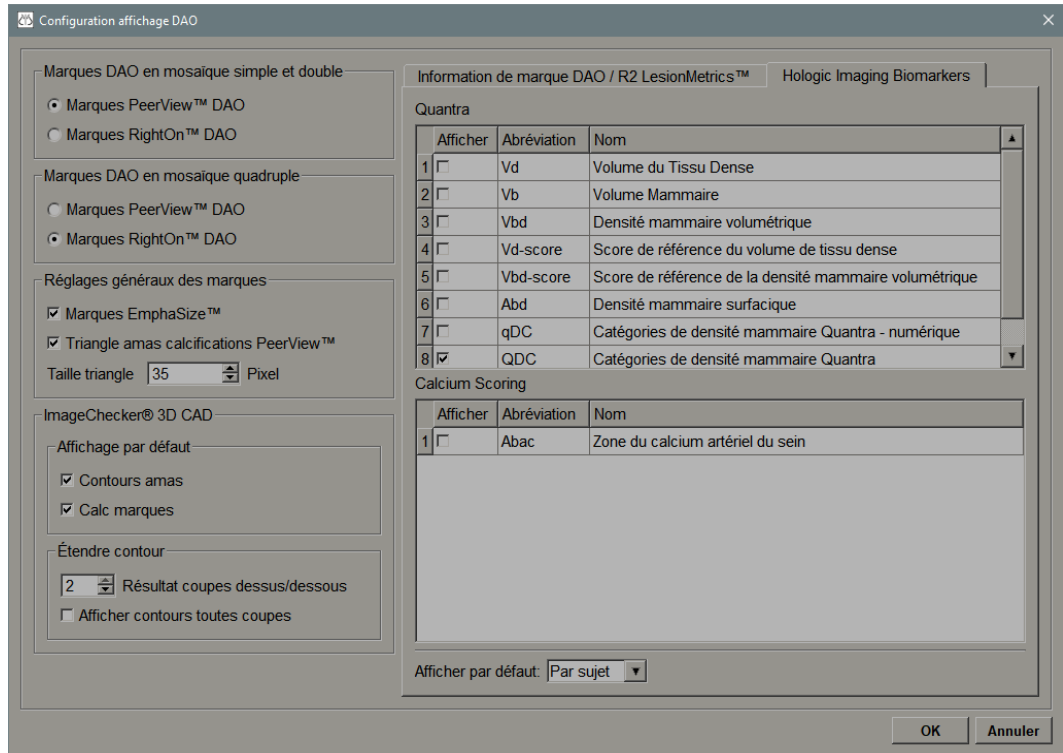 Configuration affichage DAO
Marques DAO en mosaïque simple et double
Marques PeerView™ DAO
Marques RightOn™ DAO
Marques DAO en mosaïque quadruple
Marques PeerView™ DAO
Marques RightOn™ DAO
Réglages généraux des marques
Marques EmphaSize™
Triangle amas calcifications PeerView™
Taille triangle 35 Pixel
ImageChecker® 3D CAD
Affichage par défaut
Contours amas
Calc marques
Étendre contour
2 Résultat coupes dessus/dessous
Afficher contours toutes coupes
Information de marque DAO / R2 LesionMetrics™ Hologic Imaging Biomarkers
Quantra
Afficher Abréviation Nom
1 Vd Volume du Tissu Dense
2 Vb Volume Mammaire
3 Vbd Densité mammaire volumétrique
4 Vd-score Score de référence du volume de tissu dense
5 Vbd-score Score de référence de la densité mammaire volumétrique
6 Abd Densité mammaire surfacique
7 qDC Catégories de densité mammaire Quantra - numérique
8 QDC Catégories de densité mammaire Quantra
Calcium Scoring
Afficher Abréviation Nom
1 Abac Zone du calcium artériel du sein
Afficher par défaut: Par sujet
OK Annuler